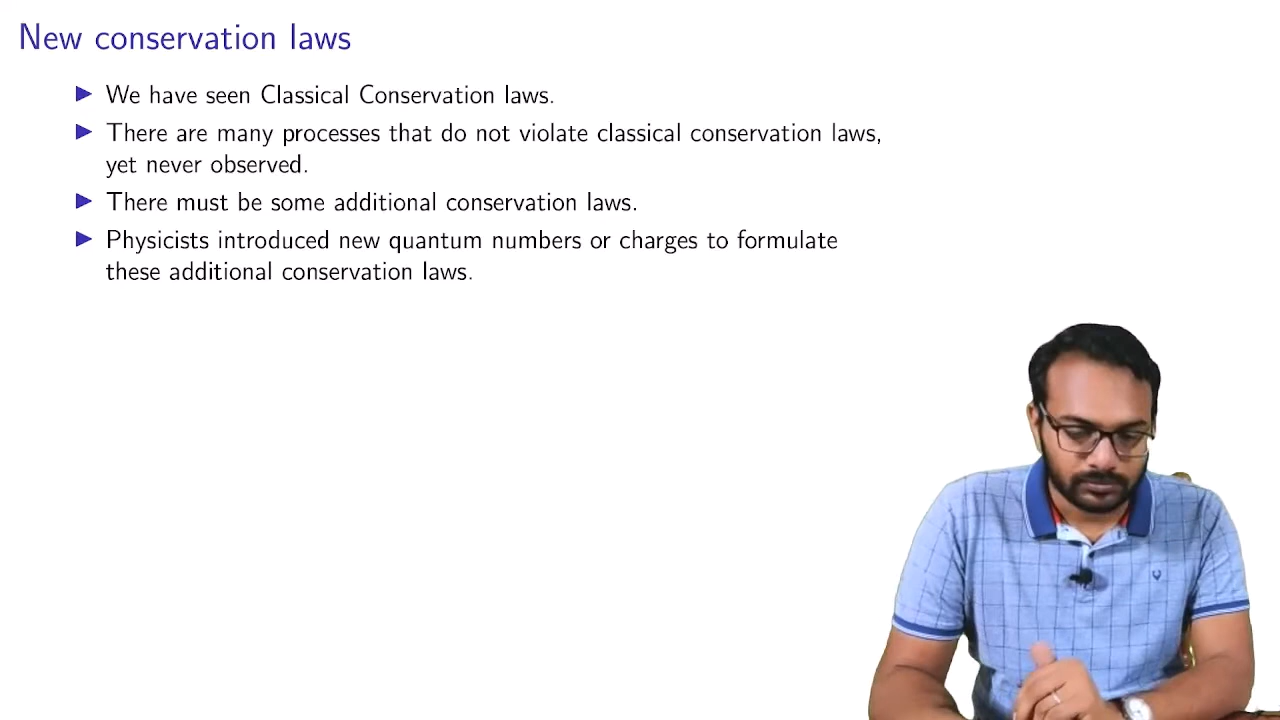 New conservation laws
We have seen Classical Conservation laws.
There are many processes that do not violate classical conservation laws,
yet never observed.
There must be some additional conservation laws.
Physicists introduced new quantum numbers or charges to formulate
these additional conservation laws.